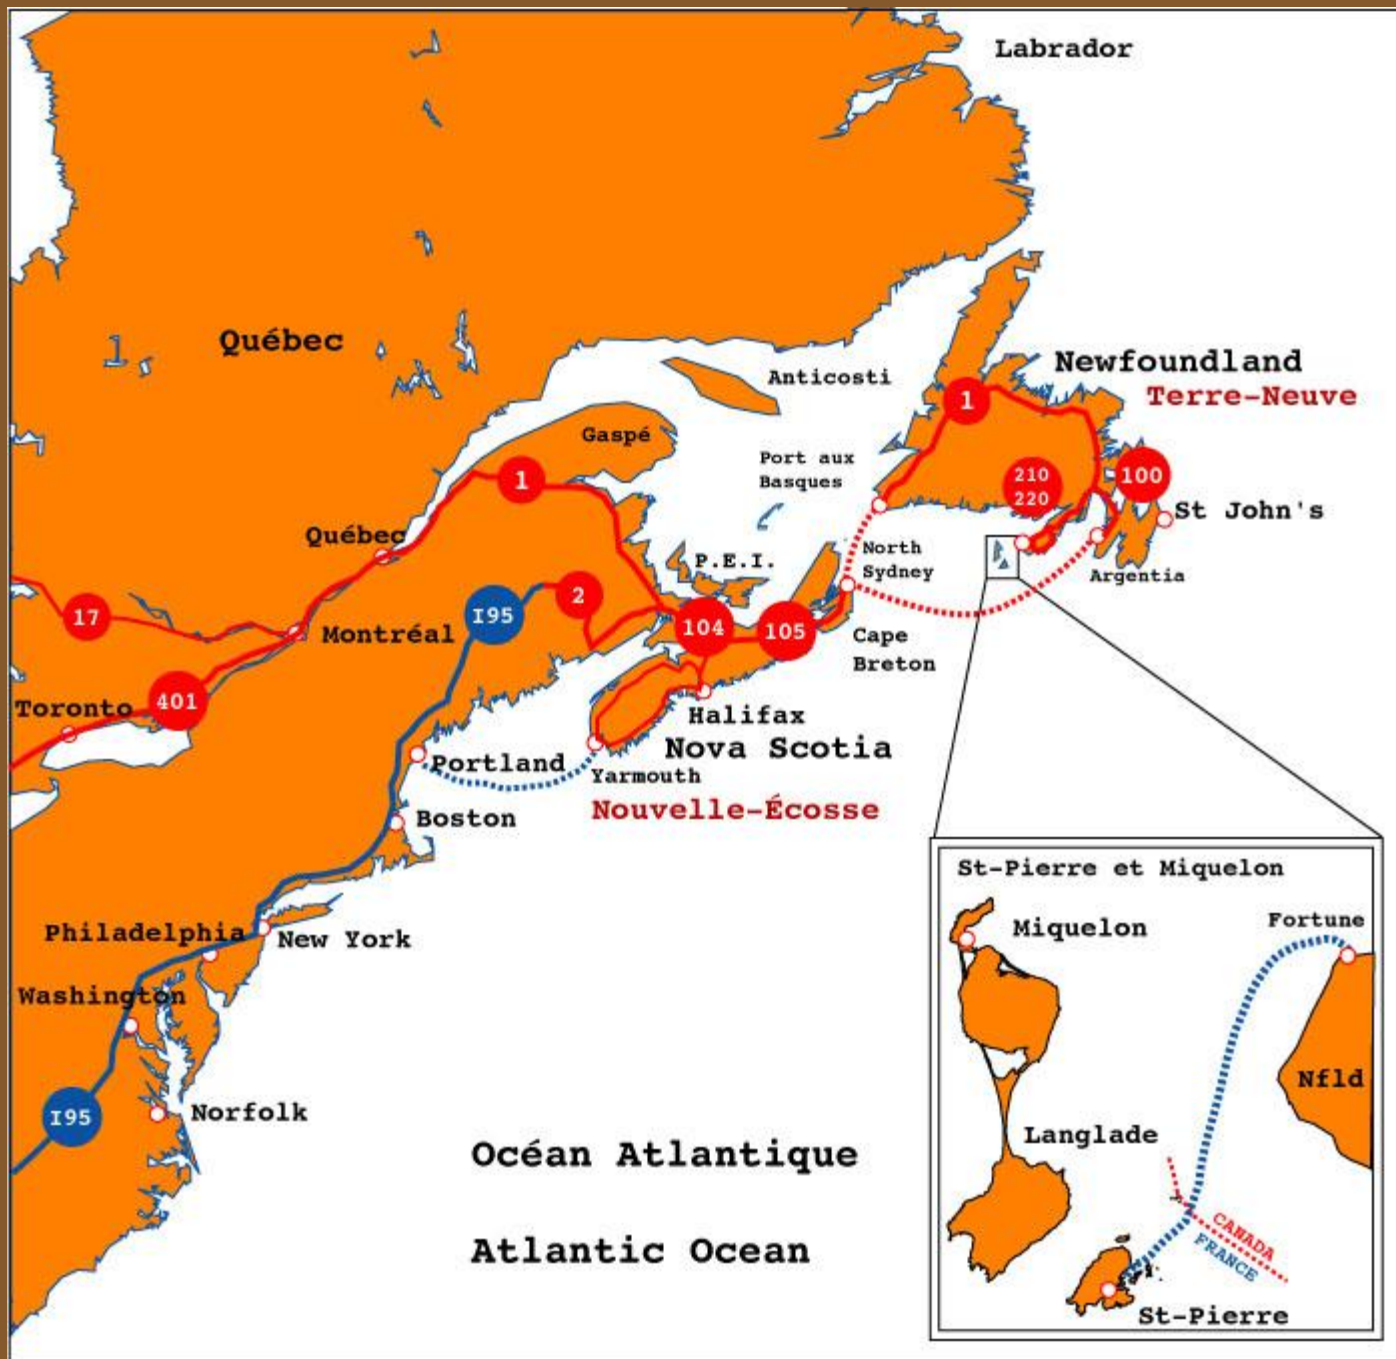 Labrador
Québec
Newfoundland
Terre-Neuve
Anticosti
1
Gaspé
Port aux
Basques
1
210
220
100
St John's
Québec
North
Sydney
P.E.I.
Argentia
I95
2
17
Montréal
104
105
Cape
Breton
401
Toronto
Halifax
Nova Scotia
Portland
Yarmouth
Nouvelle-Écosse
Boston
St-Pierre et Miquelon
Miquelon
Fortune
Philadelphia
New York
Washington
Nfld
I95
Norfolk
Langlade
Océan Atlantique
CANADA
FRANCE
Atlantic Ocean
St-Pierre